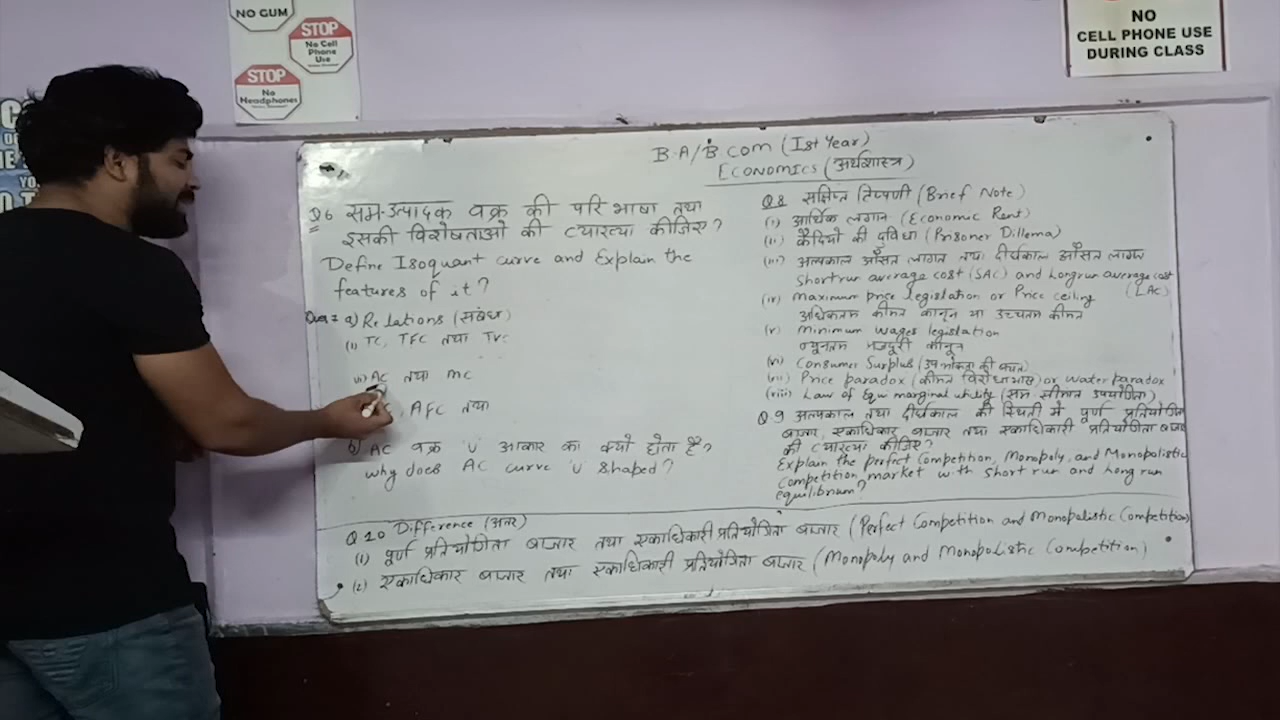 NO GUM
STOP
No Cell
Phone
Use
STOP
No
Headphones
NO
CELL PHONE USE
DURING CLASS
B.A/B.COM (Ist Year)
ECONOMICS (अर्थशास्त्र)
Q6 सम-उत्पादक वक्र की परिभाषा तथा
इसकी विशेषताओ की व्याख्या कीजिए ?
Define Isoquant curve and Explain the
features of it ?
a) Relations (संबंध)
(i) TC, TFC तथा TVC
AC तथा MC
, AFC तथा
b) AC वक्र U आकार का क्यो होता है ?
Why does AC curve U shaped ?
Q8 संक्षिप्त टिप्पणी (Brief Note)
(i) आर्थिक लगान (Economic Rent)
(ii) कैदियो की दुविधा (Prisoner Dillema)
(iii) अल्पकाल औसत लागत तथा दीर्घकाल औसत लागत
Shortrun average cost (SAC) and Longrun average cost
(LAC)
(iv) Maximum price legislation or Price ceiling
अधिकतम कीमत कानून या उच्चतम कीमत
(v) Minimum wages legislation
न्यूनतम मजदूरी कानून
(vi) Consumer Surplus (उपभोक्ता की बचत)
(vii) Price paradox (कीमत विरोधाभास) or Water Paradox
(viii) Law of Equi marginal utility (सम सीमांत उपयोगिता)
Q9 अल्पकाल तथा दीर्घकाल की स्थिती मे पूर्ण प्रतियोगिता
बाजार, एकाधिकार बाजार तथा एकाधिकारी प्रतियोगिता बाजार
की व्याख्या कीजिए ?
Explain the perfect Competition, Monopoly, and Monopolistic
Competition market with short run and Long run
equilibrium?
Q10 Difference (अंतर)
(1) पूर्ण प्रतियोगिता बाजार तथा एकाधिकारी प्रतियोगिता बाजार (Perfect Competition and Monopolistic Competition)
(2) एकाधिकार बाजार तथा एकाधिकारी प्रतियोगिता बाजार (Monopoly and Monopolistic Competition)